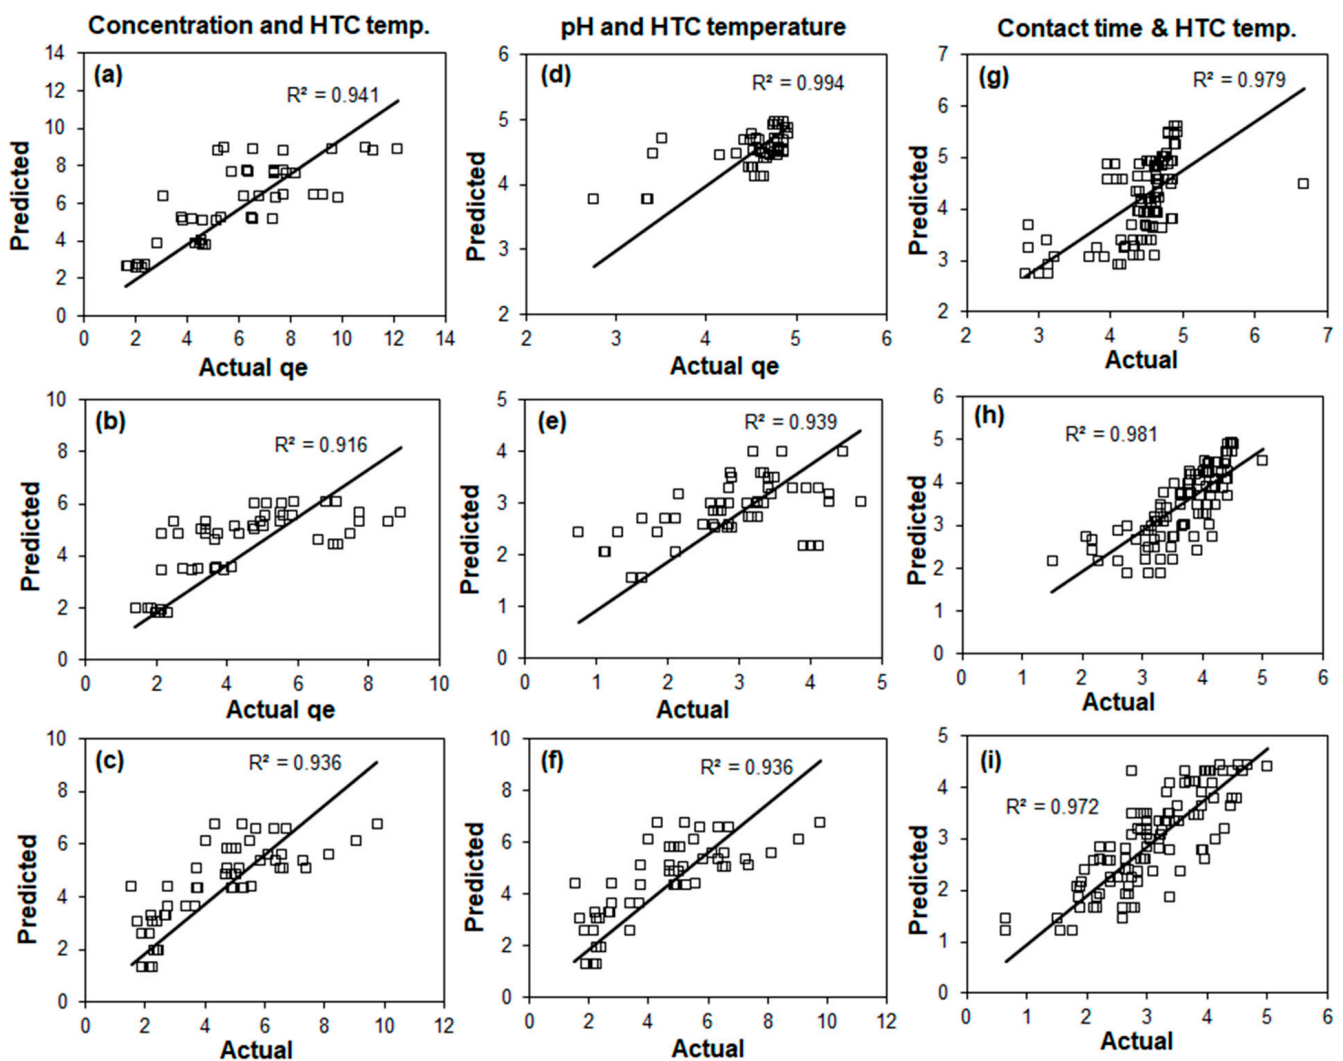 Concentration and HTC temp.
pH and HTC temperature
Contact time & HTC temp.
(a)
R² = 0.941
Predicted
14
12
10
8
6
4
2
0
0 2 4 6 8 10 12 14
Actual qe
(d)
R² = 0.994
Predicted
6
5
4
3
2
2 3 4 5 6
Actual qe
(g)
R² = 0.979
Predicted
7
6
5
4
3
2
2 3 4 5 6 7
Actual
(b)
R² = 0.916
Predicted
10
8
6
4
2
0
0 2 4 6 8 10
Actual qe
(e)
R² = 0.939
Predicted
5
4
3
2
1
0
0 1 2 3 4 5
Actual
(h)
R² = 0.981
Predicted
6
5
4
3
2
1
0
0 1 2 3 4 5 6
Actual
(c)
R² = 0.936
Predicted
10
8
6
4
2
0
0 2 4 6 8 10 12
Actual
(f)
R² = 0.936
Predicted
10
8
6
4
2
0
0 2 4 6 8 10 12
Actual
(i)
R² = 0.972
Predicted
5
4
3
2
1
0
0 1 2 3 4 5 6
Actual